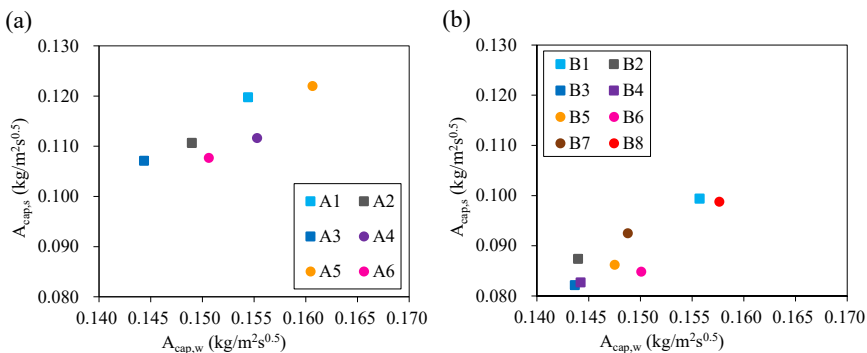 (a)
0.130
0.120
0.110
0.100
0.090
0.080
A_cap,s (kg/m²s^0.5)
A1 A2
A3 A4
A5 A6
0.140 0.145 0.150 0.155 0.160 0.165 0.170
A_cap,w (kg/m²s^0.5)
(b)
0.130
0.120
0.110
0.100
0.090
0.080
A_cap,s (kg/m²s^0.5)
B1 B2
B3 B4
B5 B6
B7 B8
0.140 0.145 0.150 0.155 0.160 0.165 0.170
A_cap,w (kg/m²s^0.5)